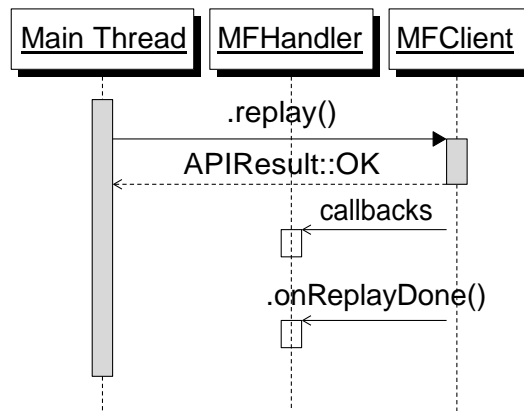 Main Thread
MFHandler
MFClient
.replay()
APIResult::OK
callbacks
.onReplayDone()